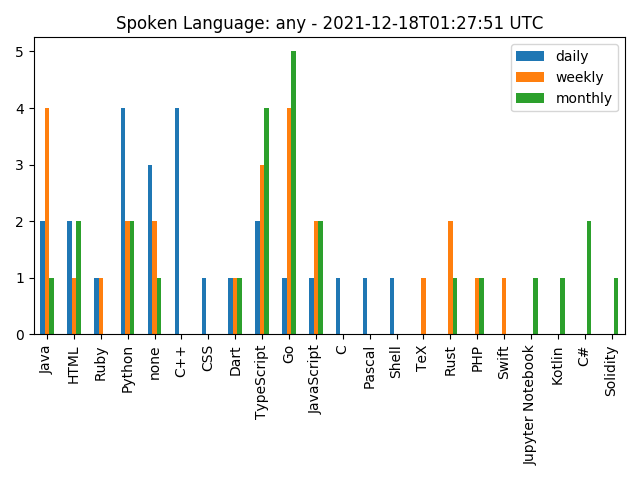 Spoken Language: any - 2021-12-18T01:27:51 UTC
daily
weekly
monthly
5
4
3
2
1
0
Java
HTML
Ruby
Python
none
C++
CSS
Dart
TypeScript
Go
JavaScript
C
Pascal
Shell
TeX
Rust
PHP
Swift
Jupyter Notebook
Kotlin
C#
Solidity